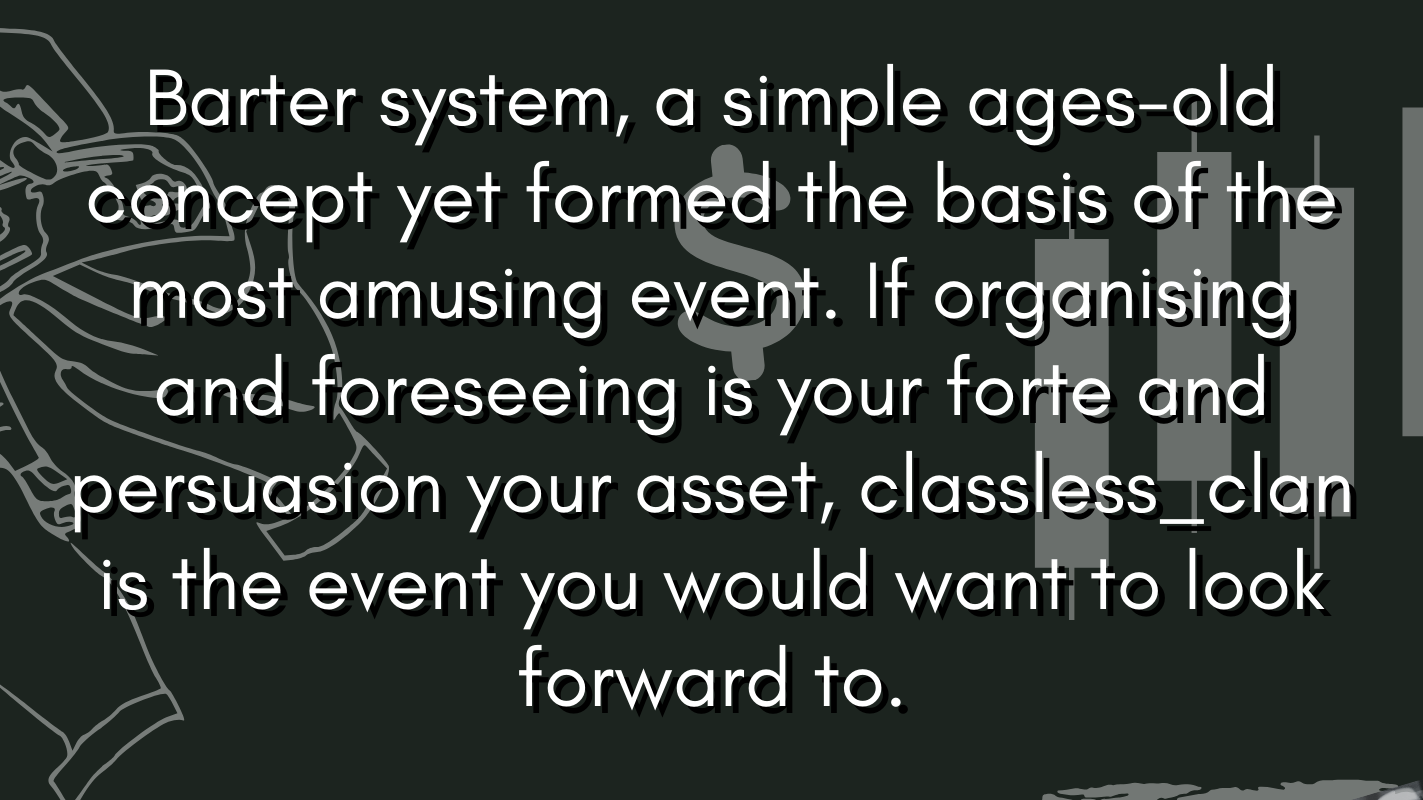 Barter system, a simple ages-old
concept yet formed the basis of the
most amusing event. If organising
and foreseeing is your forte and
persuasion your asset, classless_clan
is the event you would want to look
forward to.
$